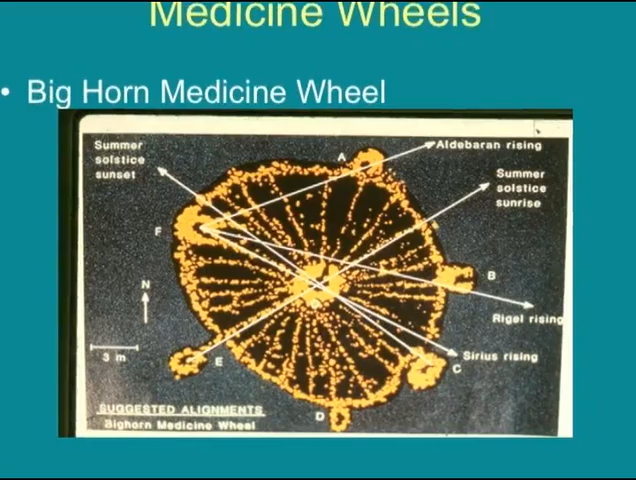 Medicine Wheels
• Big Horn Medicine Wheel
Summer
solstice
sunset
A
Aldebaran rising
Summer
solstice
sunrise
F
B
N
Rigel rising
3 m
E
Sirius rising
C
SUGGESTED ALIGNMENTS
D
Bighorn Medicine Wheel